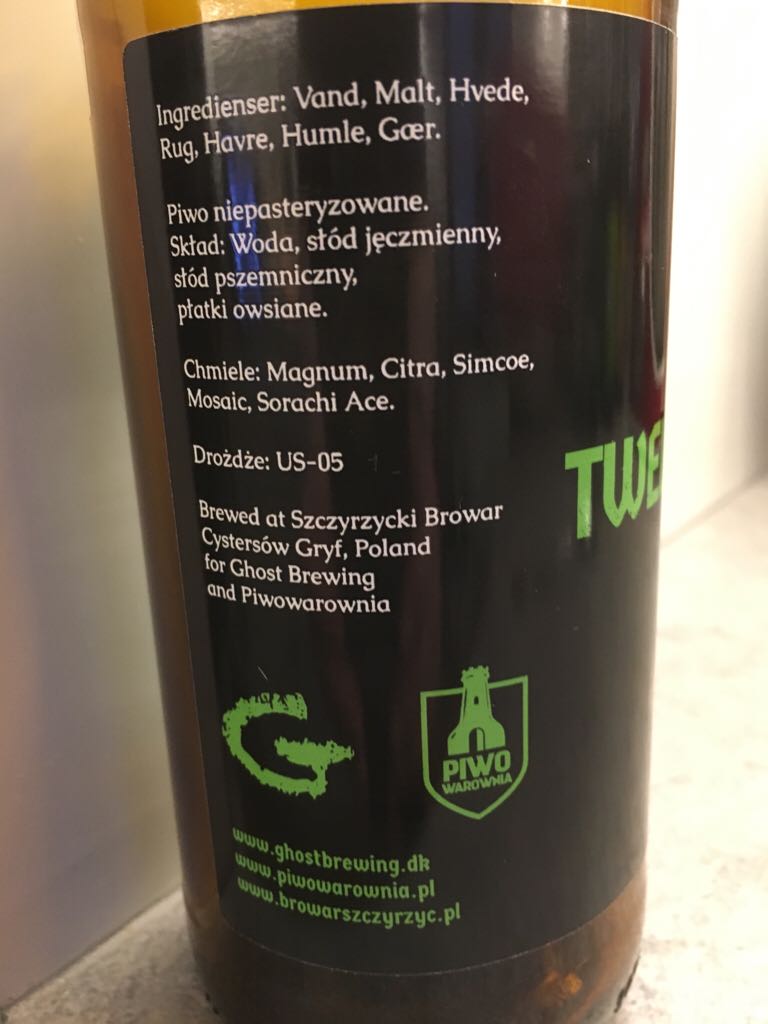 Ingredienser: Vand, Malt, Hvede,
Rug, Havre, Humle, Gær.
Piwo niepasteryzowane.
Skład: Woda, słód jęczmienny,
słód pszemniczny,
płatki owsiane.
Chmiele: Magnum, Citra, Simcoe,
Mosaic, Sorachi Ace.
Drożdże: US-05
Brewed at Szczyrzycki Browar
Cystersów Gryf, Poland
for Ghost Brewing
and Piwowarownia
TWE
G
PIWO
WAROWNIA
www.ghostbrewing.dk
www.piwowarownia.pl
www.browarszczyrzyc.pl